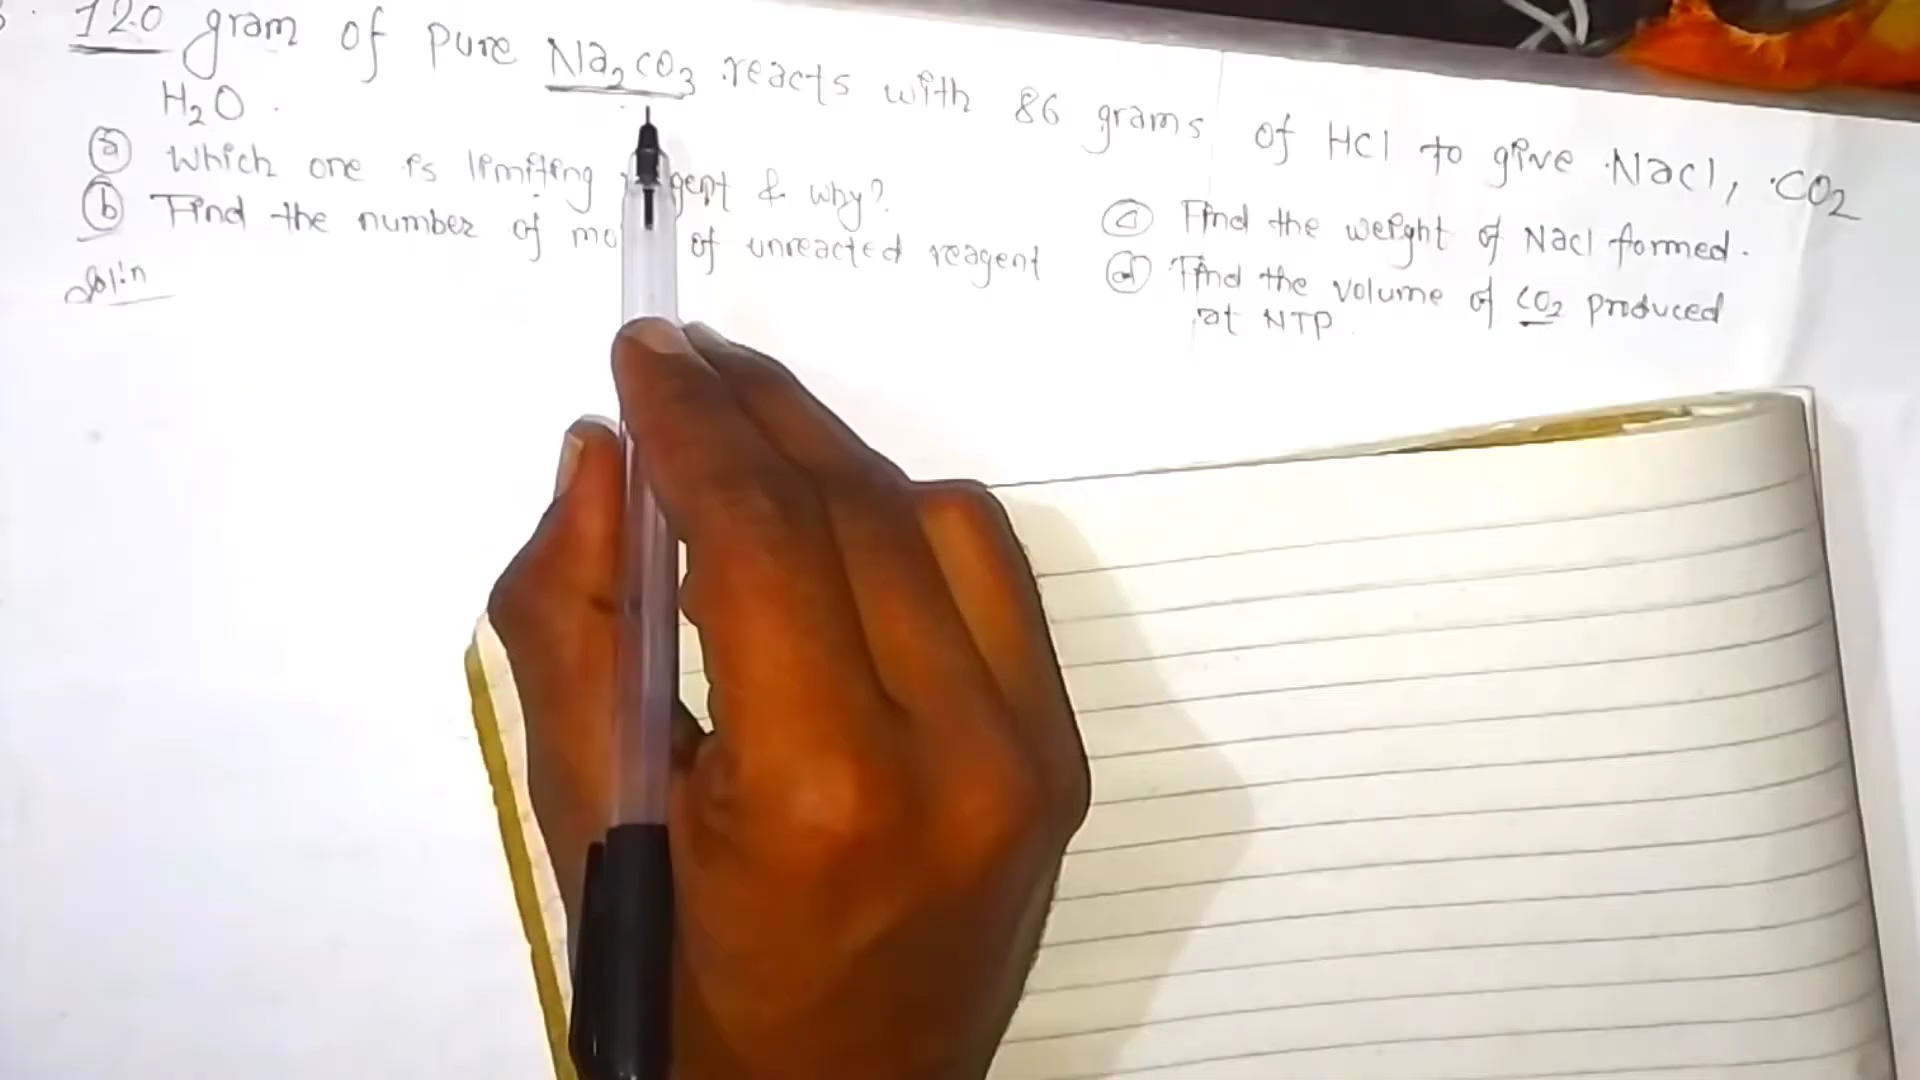 120 gram of pure Na2CO3 reacts with 86 grams of HCl to give NaCl, CO2
H2O.
(a) Which one is limiting & why?
(b) Find the number of of unreacted reagent
(c) Find the weight of NaCl formed.
(d) Find the volume of CO2 produced
at NTP.
Sol:n